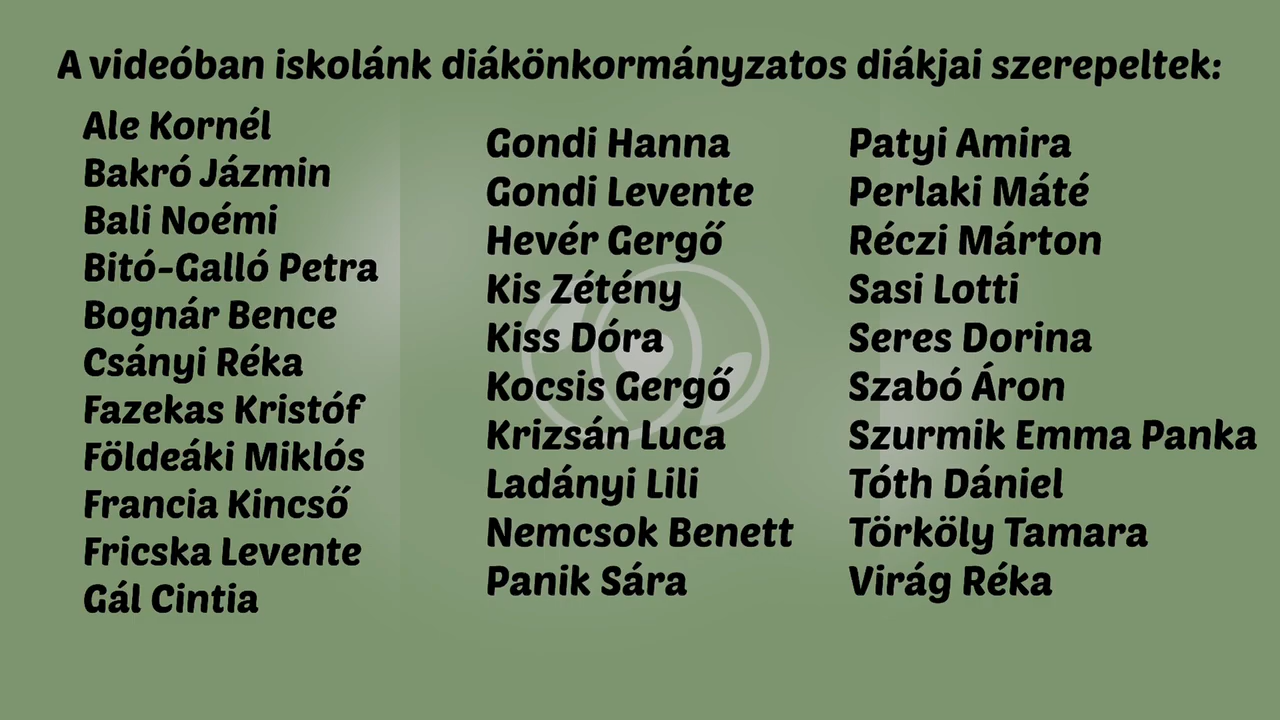 A videóban iskolánk diákönkormányzatos diákjai szerepeltek:
Ale Kornél
Bakró Jázmin
Bali Noémi
Bitó-Galló Petra
Bognár Bence
Csányi Réka
Fazekas Kristóf
Földeáki Miklós
Francia Kincső
Fricska Levente
Gál Cintia
Gondi Hanna
Gondi Levente
Hevér Gergő
Kis Zétény
Kiss Dóra
Kocsis Gergő
Krizsán Luca
Ladányi Lili
Nemcsok Benett
Panik Sára
Patyi Amira
Perlaki Máté
Réczi Márton
Sasi Lotti
Seres Dorina
Szabó Áron
Szurmik Emma Panka
Tóth Dániel
Törköly Tamara
Virág Réka